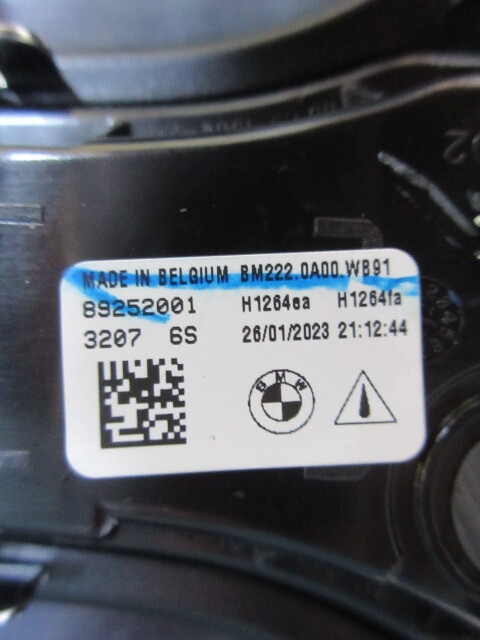 MADE IN BELGIUM BM222.0A00.WB91
89252001 H1264ea H1264fa
3207 6S 26/01/2023 21:12:44
BMW